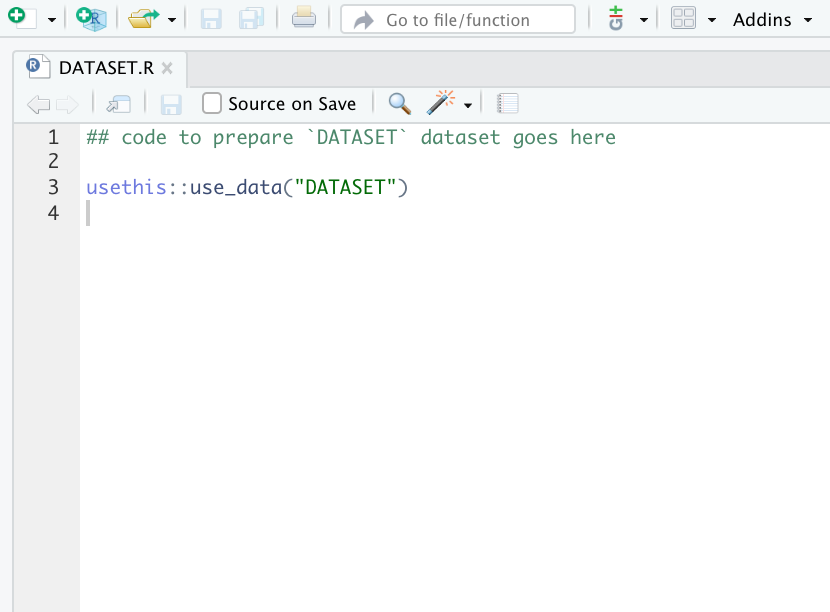 Go to file/function
Addins
DATASET.R
Source on Save
1 ## code to prepare `DATASET` dataset goes here
2
3 usethis::use_data("DATASET")
4